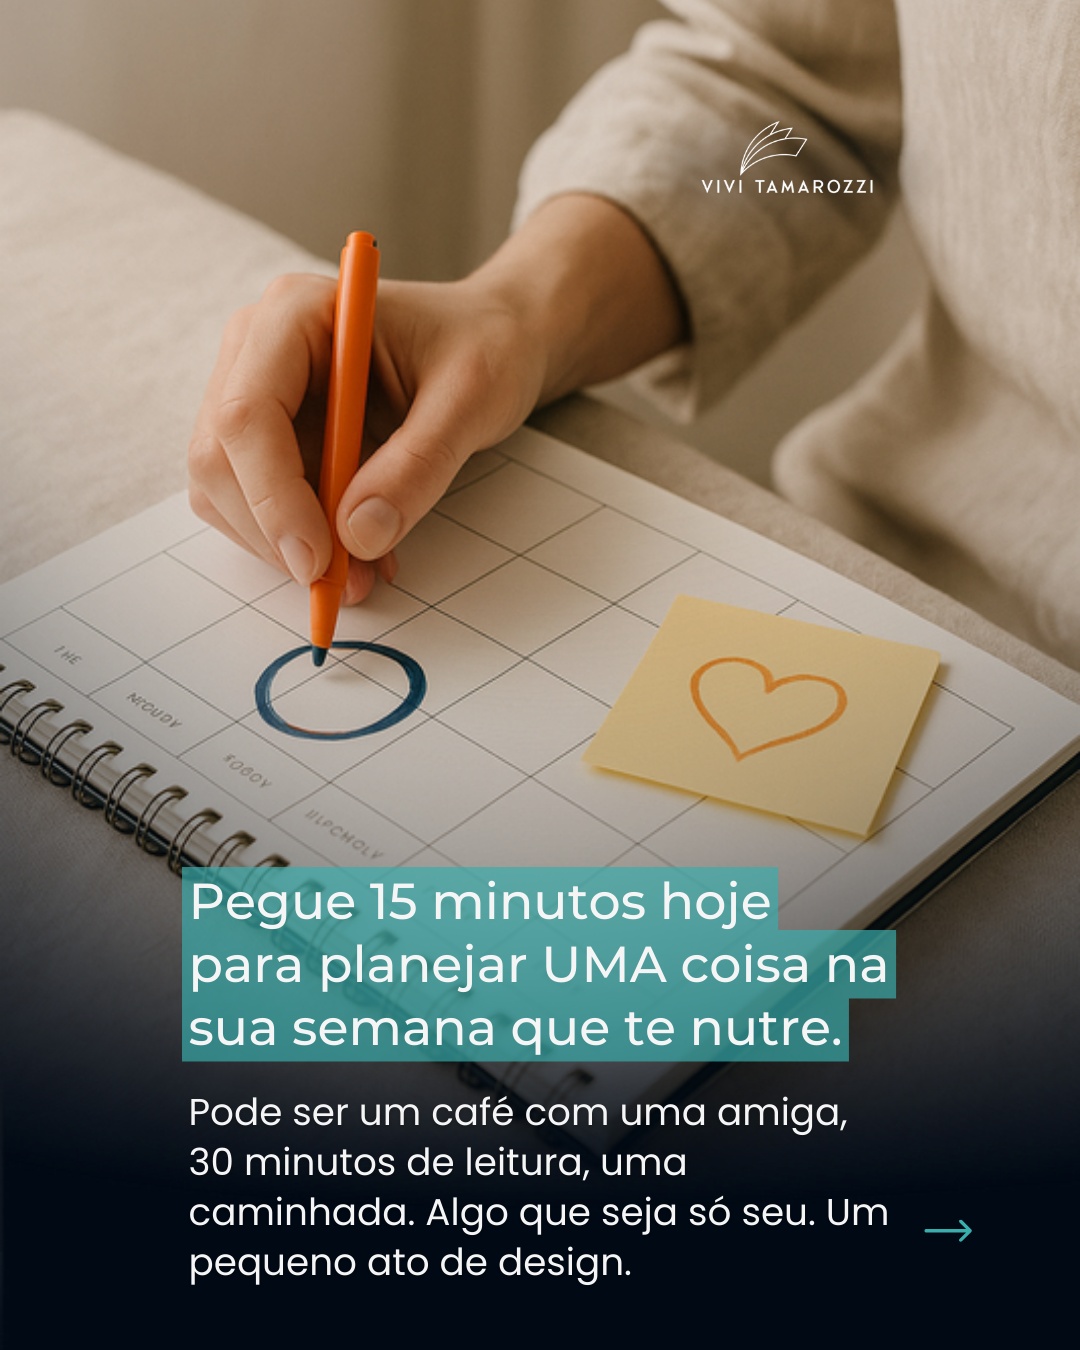 VIVI TAMAROZZI
Pegue 15 minutos hoje
para planejar UMA coisa na
sua semana que te nutre.
Pode ser um café com uma amiga,
30 minutos de leitura, uma
caminhada. Algo que seja só seu. Um
pequeno ato de design.